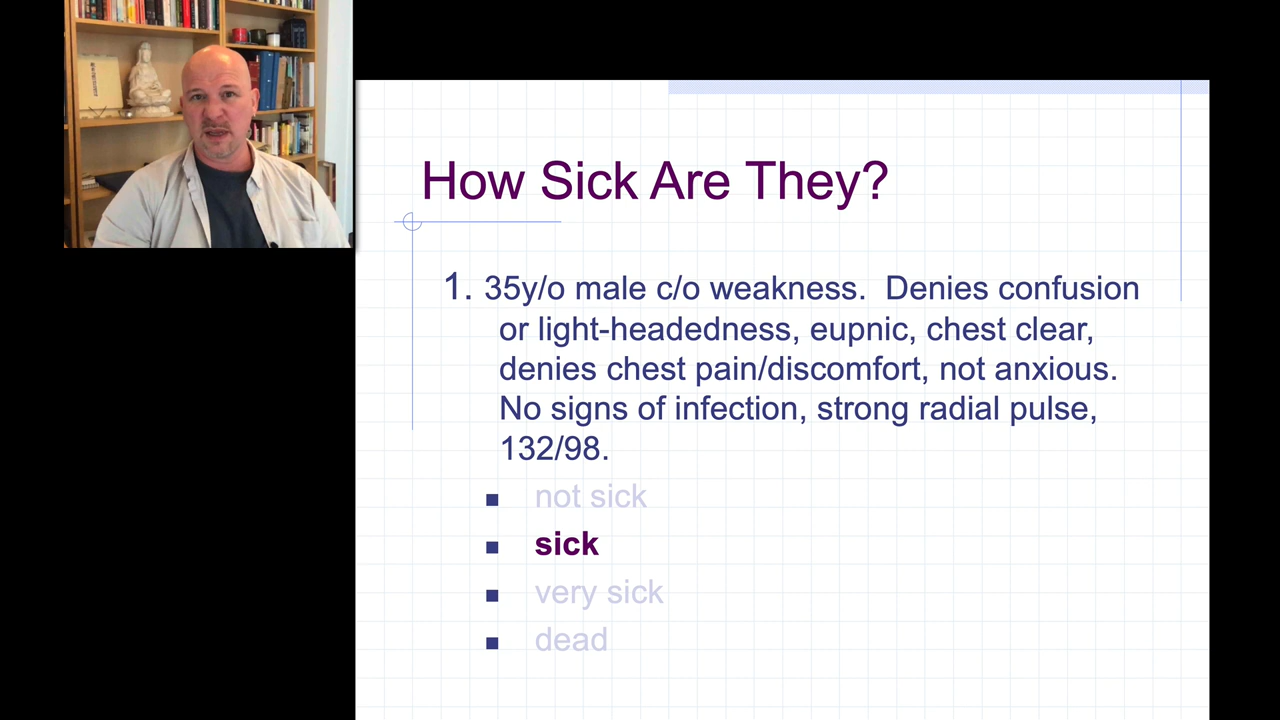 How Sick Are They?
1. 35y/o male c/o weakness. Denies confusion
or light-headedness, eupnic, chest clear,
denies chest pain/discomfort, not anxious.
No signs of infection, strong radial pulse,
132/98.
not sick
sick
very sick
dead